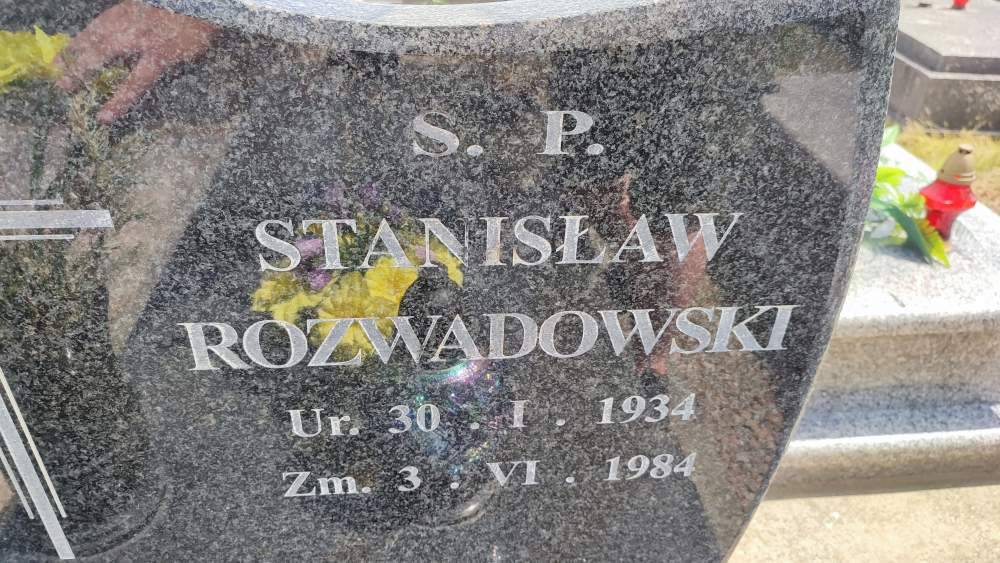 S. P.
STANISŁAW
ROZWADOWSKI
Ur. 30 . I . 1934
Zm. 3 . VI . 1984